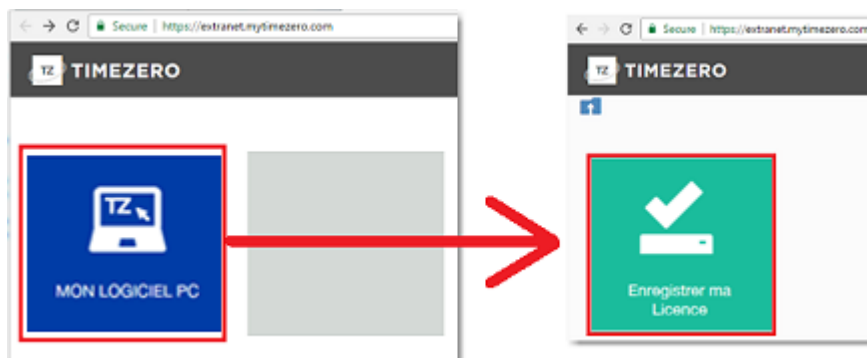 Secure | https://extranet.mytimezero.com
TZ TIMEZERO
TZ
MON LOGICIEL PC
Secure | https://extranet.mytimezero.com
TZ TIMEZERO
Enregistrer ma
Licence